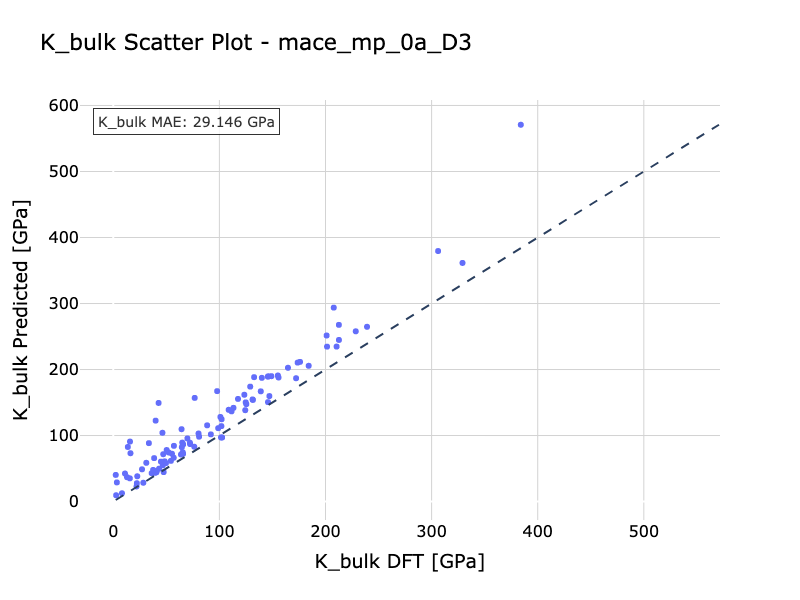 K_bulk Scatter Plot - mace_mp_0a_D3
K_bulk MAE: 29.146 GPa
600
500
400
300
200
100
0
K_bulk Predicted [GPa]
0 100 200 300 400 500
K_bulk DFT [GPa]